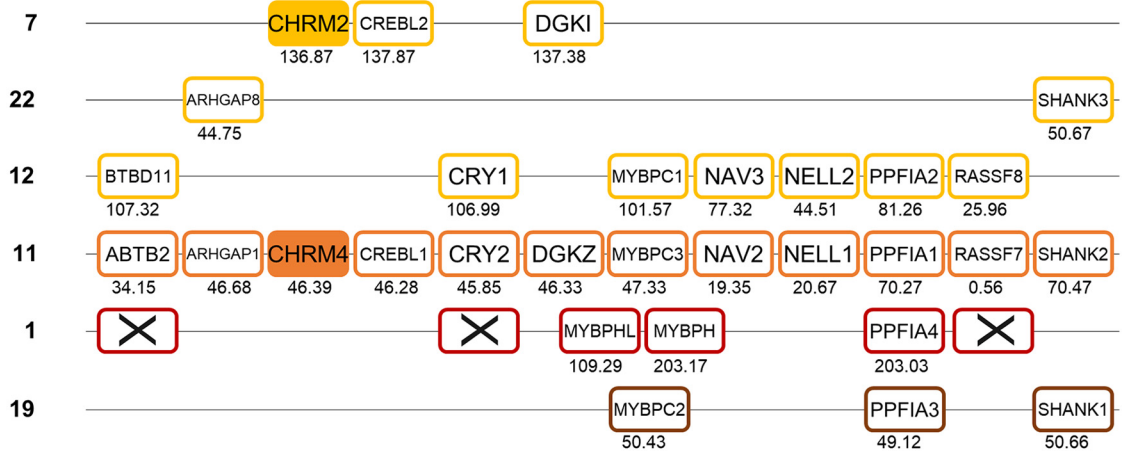 7 CHRM2 CREBL2 DGKI
136.87 137.87 137.38
22 ARHGAP8 SHANK3
44.75 50.67
12 BTBD11 CRY1 MYBPC1 NAV3 NELL2 PPFIA2 RASSF8
107.32 106.99 101.57 77.32 44.51 81.26 25.96
11 ABTB2 ARHGAP1 CHRM4 CREBL1 CRY2 DGKZ MYBPC3 NAV2 NELL1 PPFIA1 RASSF7 SHANK2
34.15 46.68 46.39 46.28 45.85 46.33 47.33 19.35 20.67 70.27 0.56 70.47
1 X X MYBPHL MYBPH PPFIA4 X
109.29 203.17 203.03
19 MYBPC2 PPFIA3 SHANK1
50.43 49.12 50.66